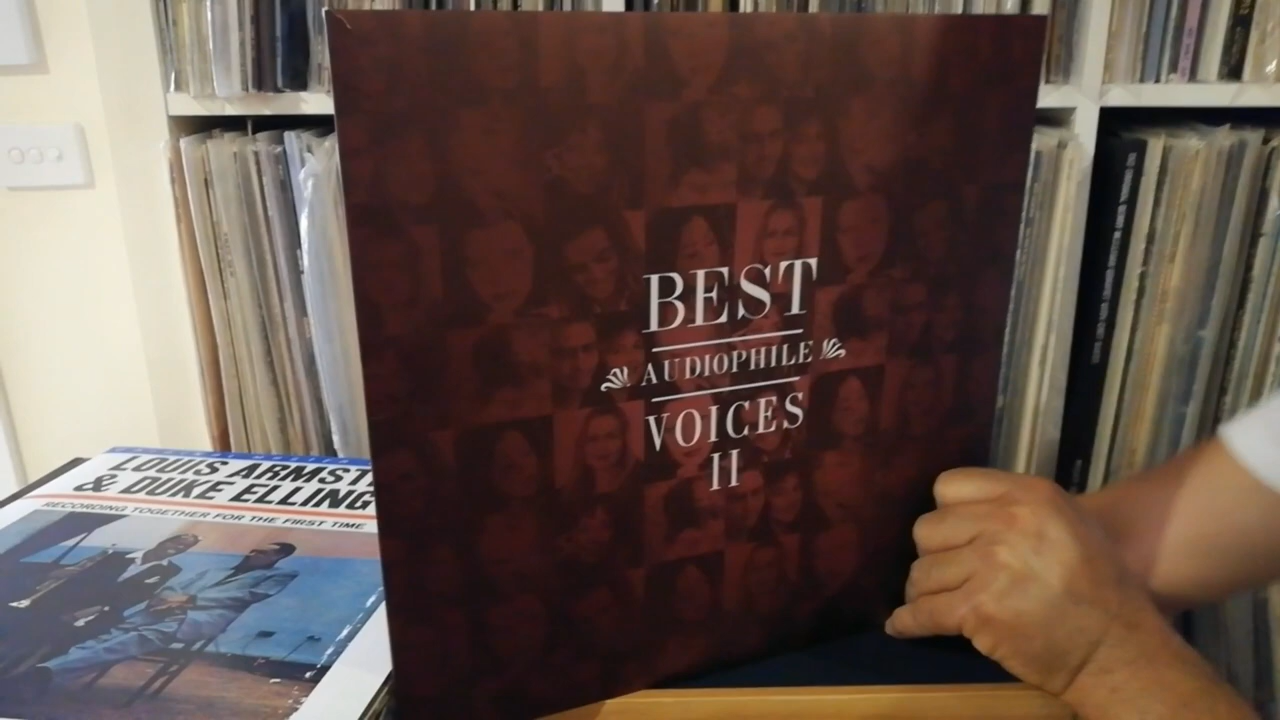 BEST
AUDIOPHILE
VOICES
II
LOUIS ARMST
& DUKE ELLING
RECORDING TOGETHER FOR THE FIRST TIME